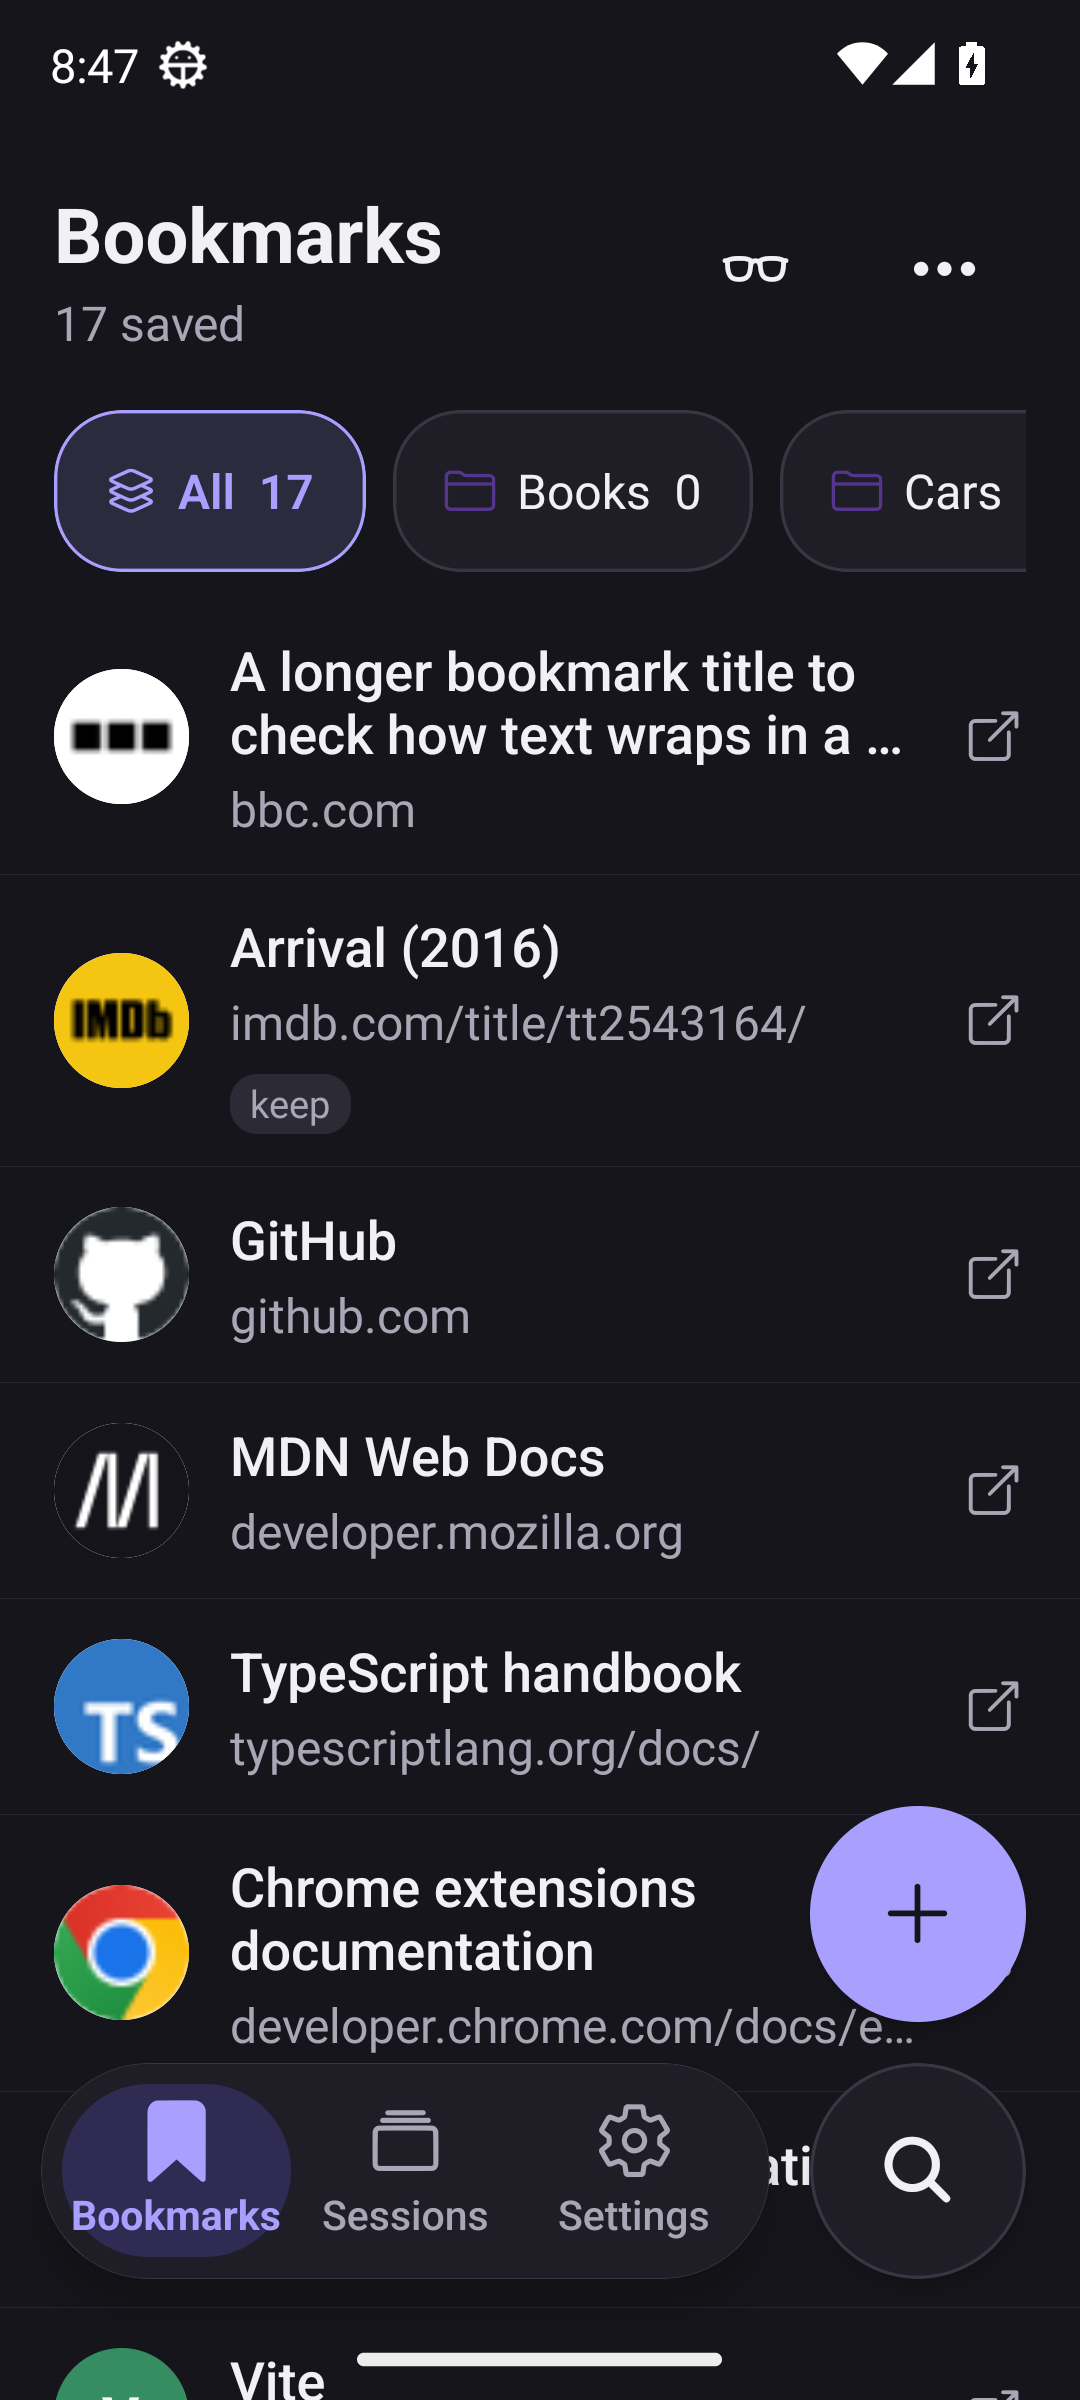 8:47
Bookmarks
17 saved
All 17
Books 0
Cars
A longer bookmark title to
check how text wraps in a ...
bbc.com
IMDb
Arrival (2016)
imdb.com/title/tt2543164/
keep
GitHub
github.com
MDN Web Docs
developer.mozilla.org
TS
TypeScript handbook
typescriptlang.org/docs/
Chrome extensions
documentation
developer.chrome.com/docs/e...
ati
Bookmarks
Sessions
Settings
Vite